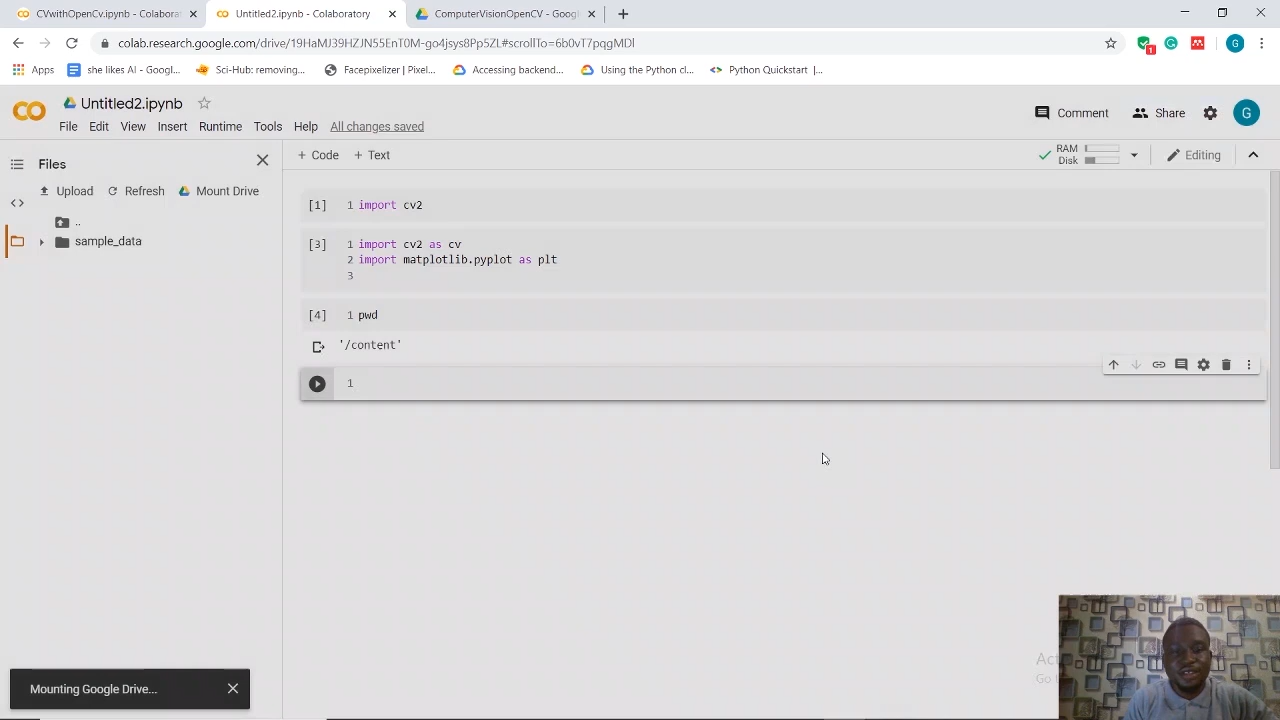 CVwithOpenCv.ipynb - Colaborat
Untitled2.ipynb - Colaboratory
ComputerVisionOpenCV - Goog
colab.research.google.com/drive/19HaMJ39HZJN55EnT0M-go4jsys8Pp5ZL#scrollTo=6b0vT7pqgMDl
Apps
she likes AI - Googl...
Sci-Hub: removing...
Facepixelizer | Pixel...
Accessing backend...
Using the Python cl...
Python Quickstart |...
CO
Untitled2.ipynb
File Edit View Insert Runtime Tools Help All changes saved
Comment
Share
G
Files
+ Code + Text
RAM
Disk
Editing
Upload Refresh Mount Drive
..
sample_data
[1] 1 import cv2
[3] 1 import cv2 as cv
2 import matplotlib.pyplot as plt
3
[4] 1 pwd
'/content'
1
Mounting Google Drive...